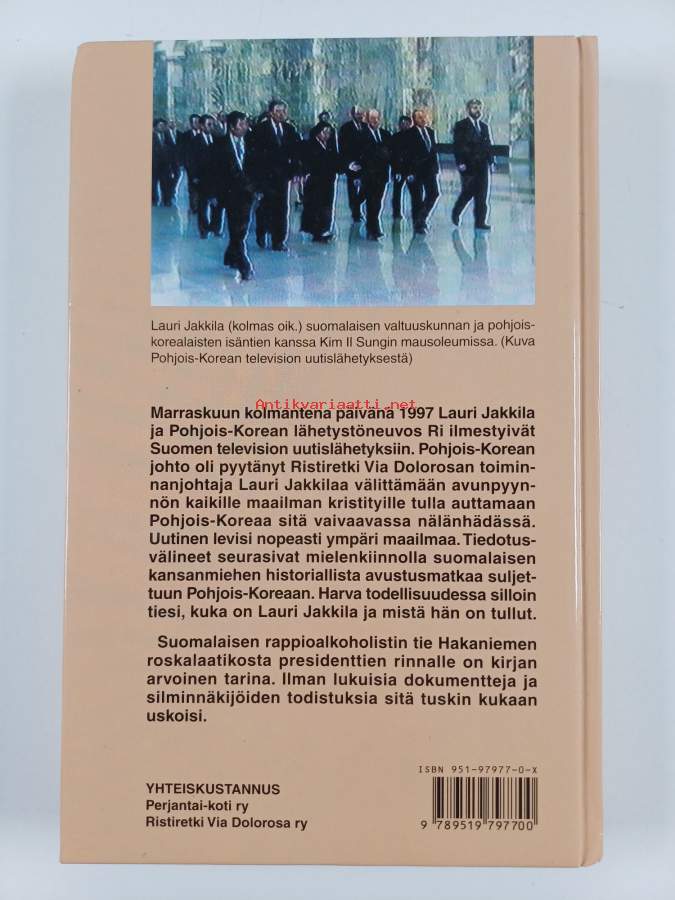 Lauri Jakkila (kolmas oik.) suomalaisen valtuuskunnan ja pohjois-
korealaisten isäntien kanssa Kim Il Sungin mausoleumissa. (Kuva
Pohjois-Korean television uutislähetyksestä)
Antikvariaatti.net
Marraskuun kolmantena päivänä 1997 Lauri Jakkila
ja Pohjois-Korean lähetystöneuvos Ri ilmestyivät
Suomen television uutislähetyksiin. Pohjois-Korean
johto oli pyytänyt Ristiretki Via Dolorosan toimin-
nanjohtaja Lauri Jakkilaa välittämään avunpyyn-
nön kaikille maailman kristityille tulla auttamaan
Pohjois-Koreaa sitä vaivaavassa nälänhädässä.
Uutinen levisi nopeasti ympäri maailmaa. Tiedotus-
välineet seurasivat mielenkiinnolla suomalaisen
kansanmiehen historiallista avustusmatkaa suljet-
tuun Pohjois-Koreaan. Harva todellisuudessa silloin
tiesi, kuka on Lauri Jakkila ja mistä hän on tullut.
Suomalaisen rappioalkoholistin tie Hakaniemen
roskalaatikosta presidenttien rinnalle on kirjan
arvoinen tarina. Ilman lukuisia dokumentteja ja
silminnäkijöiden todistuksia sitä tuskin kukaan
uskoisi.
ISBN 951-97977-0-X
YHTEISKUSTANNUS
Perjantai-koti ry
Ristiretki Via Dolorosa ry
9 789519 797700